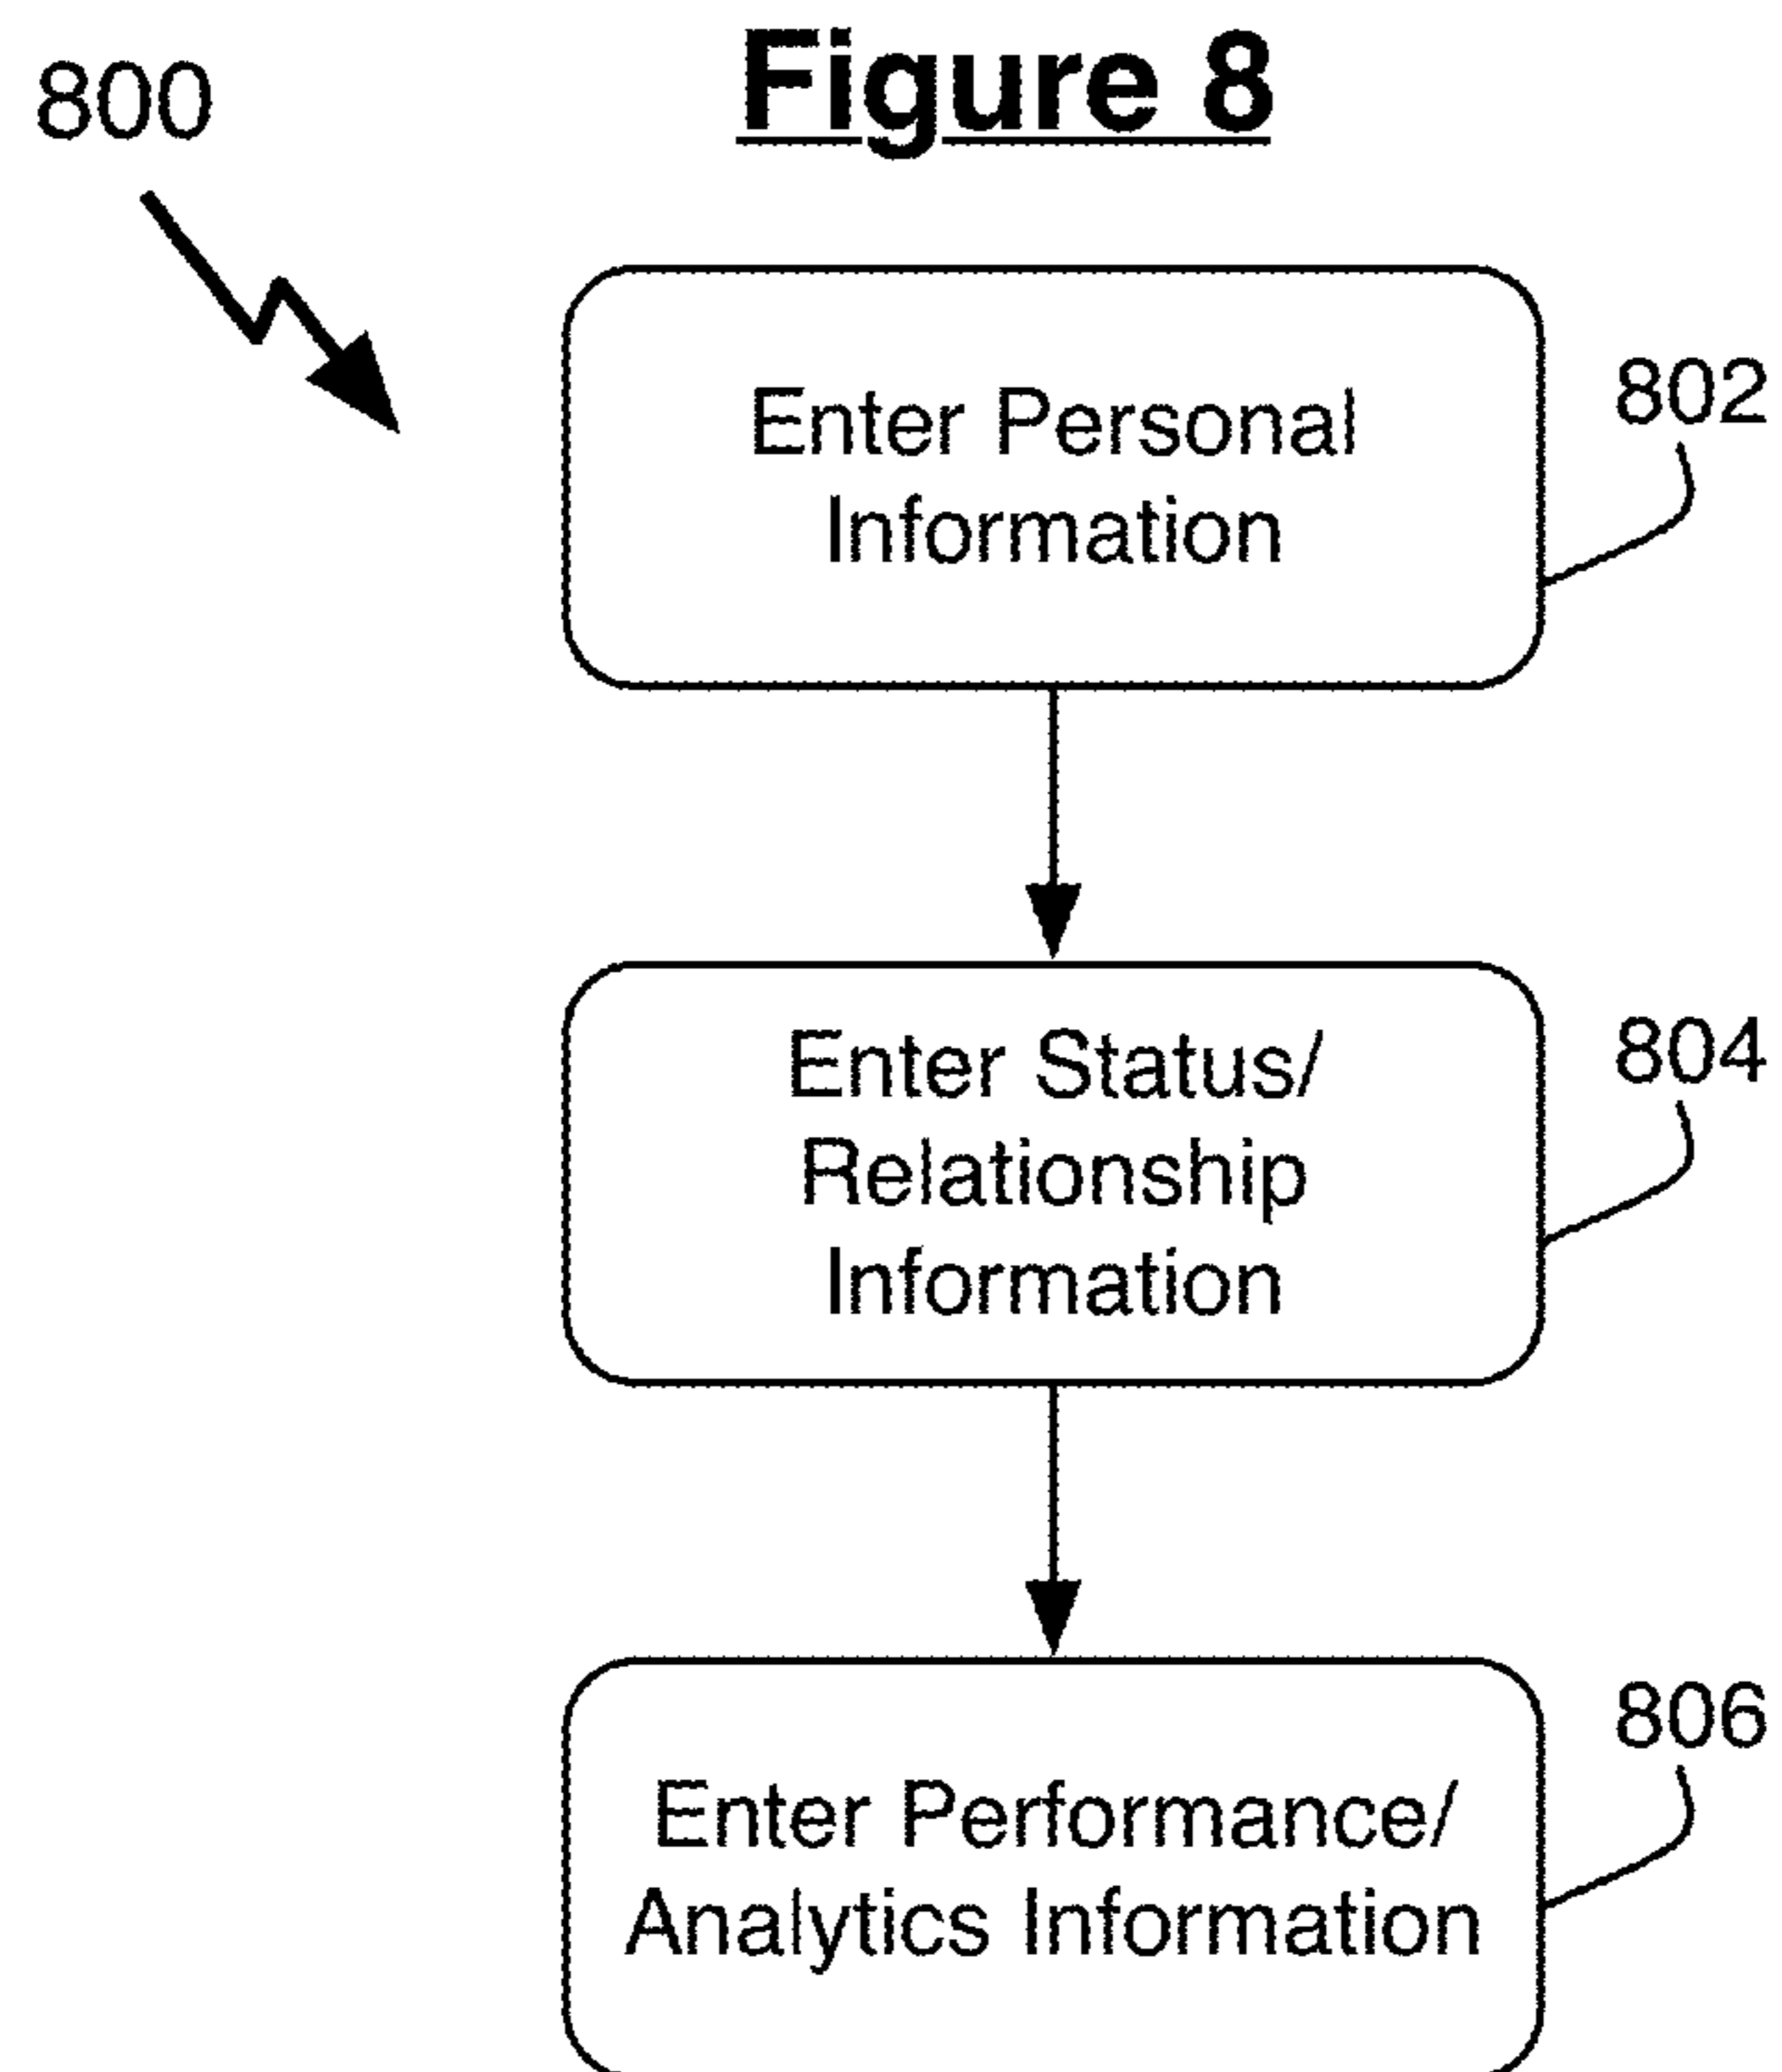 Figure 8
800
Enter Personal
Information
802
Enter Status/
Relationship
Information
804
Enter Performance/
Analytics Information
806